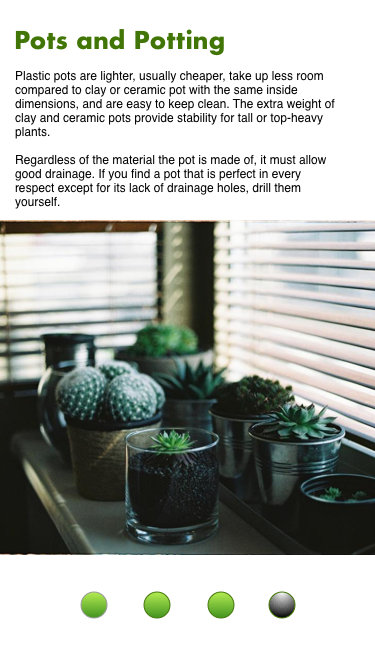 Pots and Potting
Plastic pots are lighter, usually cheaper, take up less room
compared to clay or ceramic pot with the same inside
dimensions, and are easy to keep clean. The extra weight of
clay and ceramic pots provide stability for tall or top-heavy
plants.
Regardless of the material the pot is made of, it must allow
good drainage. If you find a pot that is perfect in every
respect except for its lack of drainage holes, drill them
yourself.